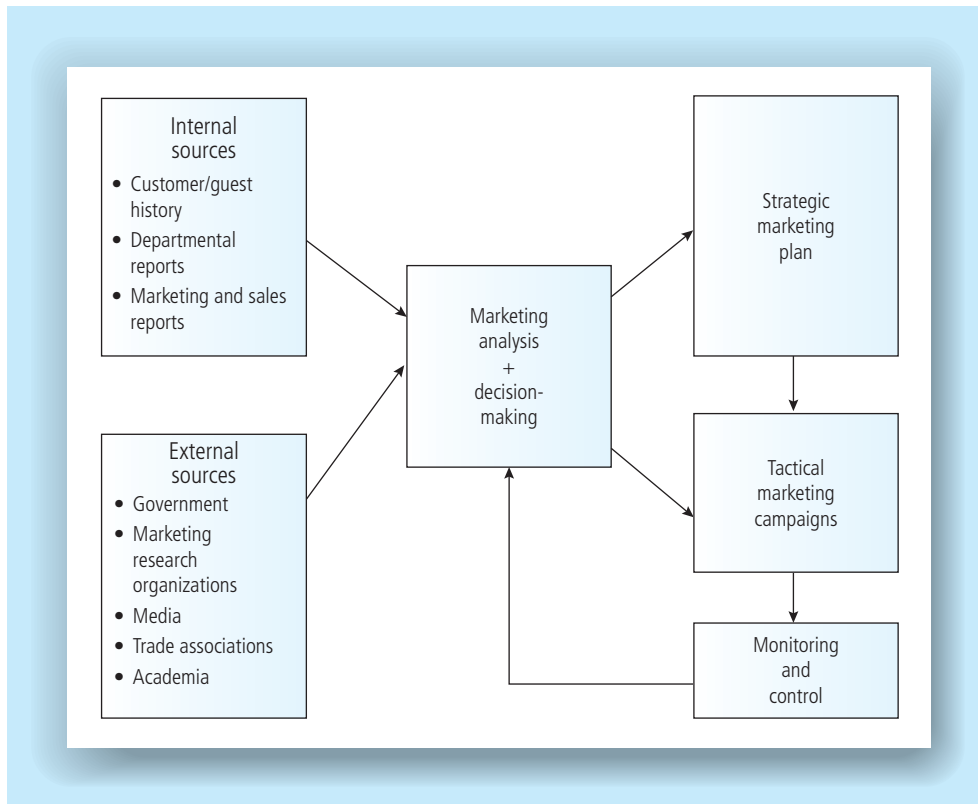 Internal
sources
• Customer/guest
history
• Departmental
reports
• Marketing and sales
reports
External
sources
• Government
• Marketing
research
organizations
• Media
• Trade associations
• Academia
Marketing
analysis
+
decision-
making
Strategic
marketing
plan
Tactical
marketing
campaigns
Monitoring
and
control